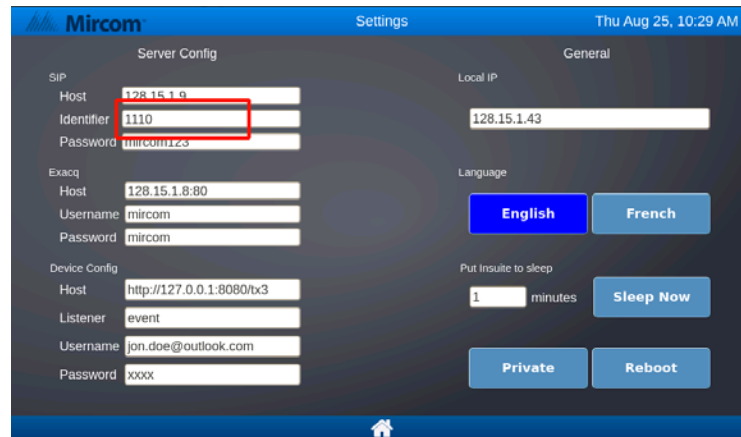 Mircom Settings Thu Aug 25, 10:29 AM
Server Config
SIP
Host 128.15.1.9
Identifier 1110
Password mircom123
Exacq
Host 128.15.1.8:80
Username mircom
Password mircom
Device Config
Host http://127.0.0.1:8080/tx3
Listener event
Username jon.doe@outlook.com
Password xxxx
General
Local IP
128.15.1.43
Language
English French
Put Insuite to sleep
1 minutes Sleep Now
Private Reboot